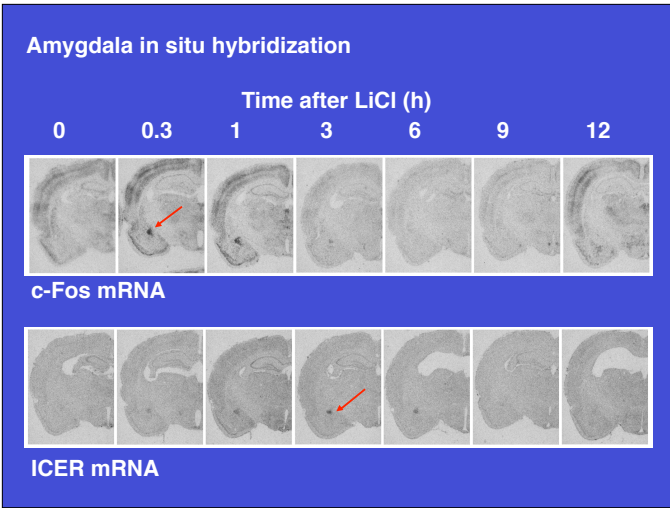 Amygdala in situ hybridization
Time after LiCl (h)
0 0.3 1 3 6 9 12
c-Fos mRNA
ICER mRNA